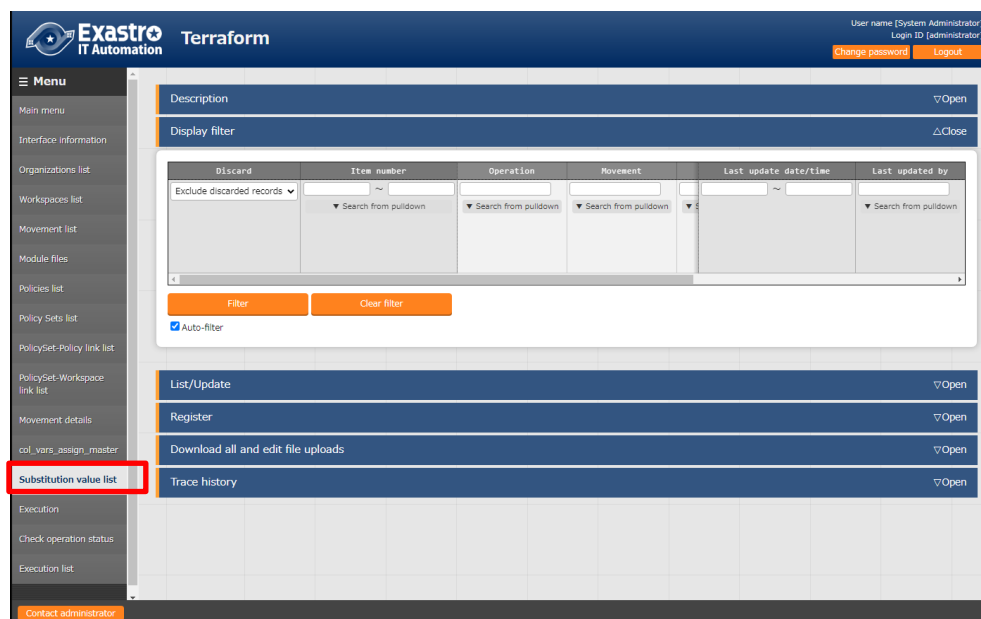 Exastro
IT Automation
Terraform
User name [System Administrator
Login ID [administrator
Change password
Logout
☰ Menu
Main menu
Interface information
Organizations list
Workspaces list
Movement list
Module files
Policies list
Policy Sets list
PolicySet-Policy link list
PolicySet-Workspace
link list
Movement details
col_vars_assign_master
Substitution value list
Execution
Check operation status
Execution list
Contact administrator
Description ▽Open
Display filter △Close
Discard Item number Operation Movement Last update date/time Last updated by
Exclude discarded records ~ ~
▼ Search from pulldown ▼ Search from pulldown ▼ Search from pulldown ▼ S ▼ Search from pulldown
Filter Clear filter
Auto-filter
List/Update ▽Open
Register ▽Open
Download all and edit file uploads ▽Open
Trace history ▽Open